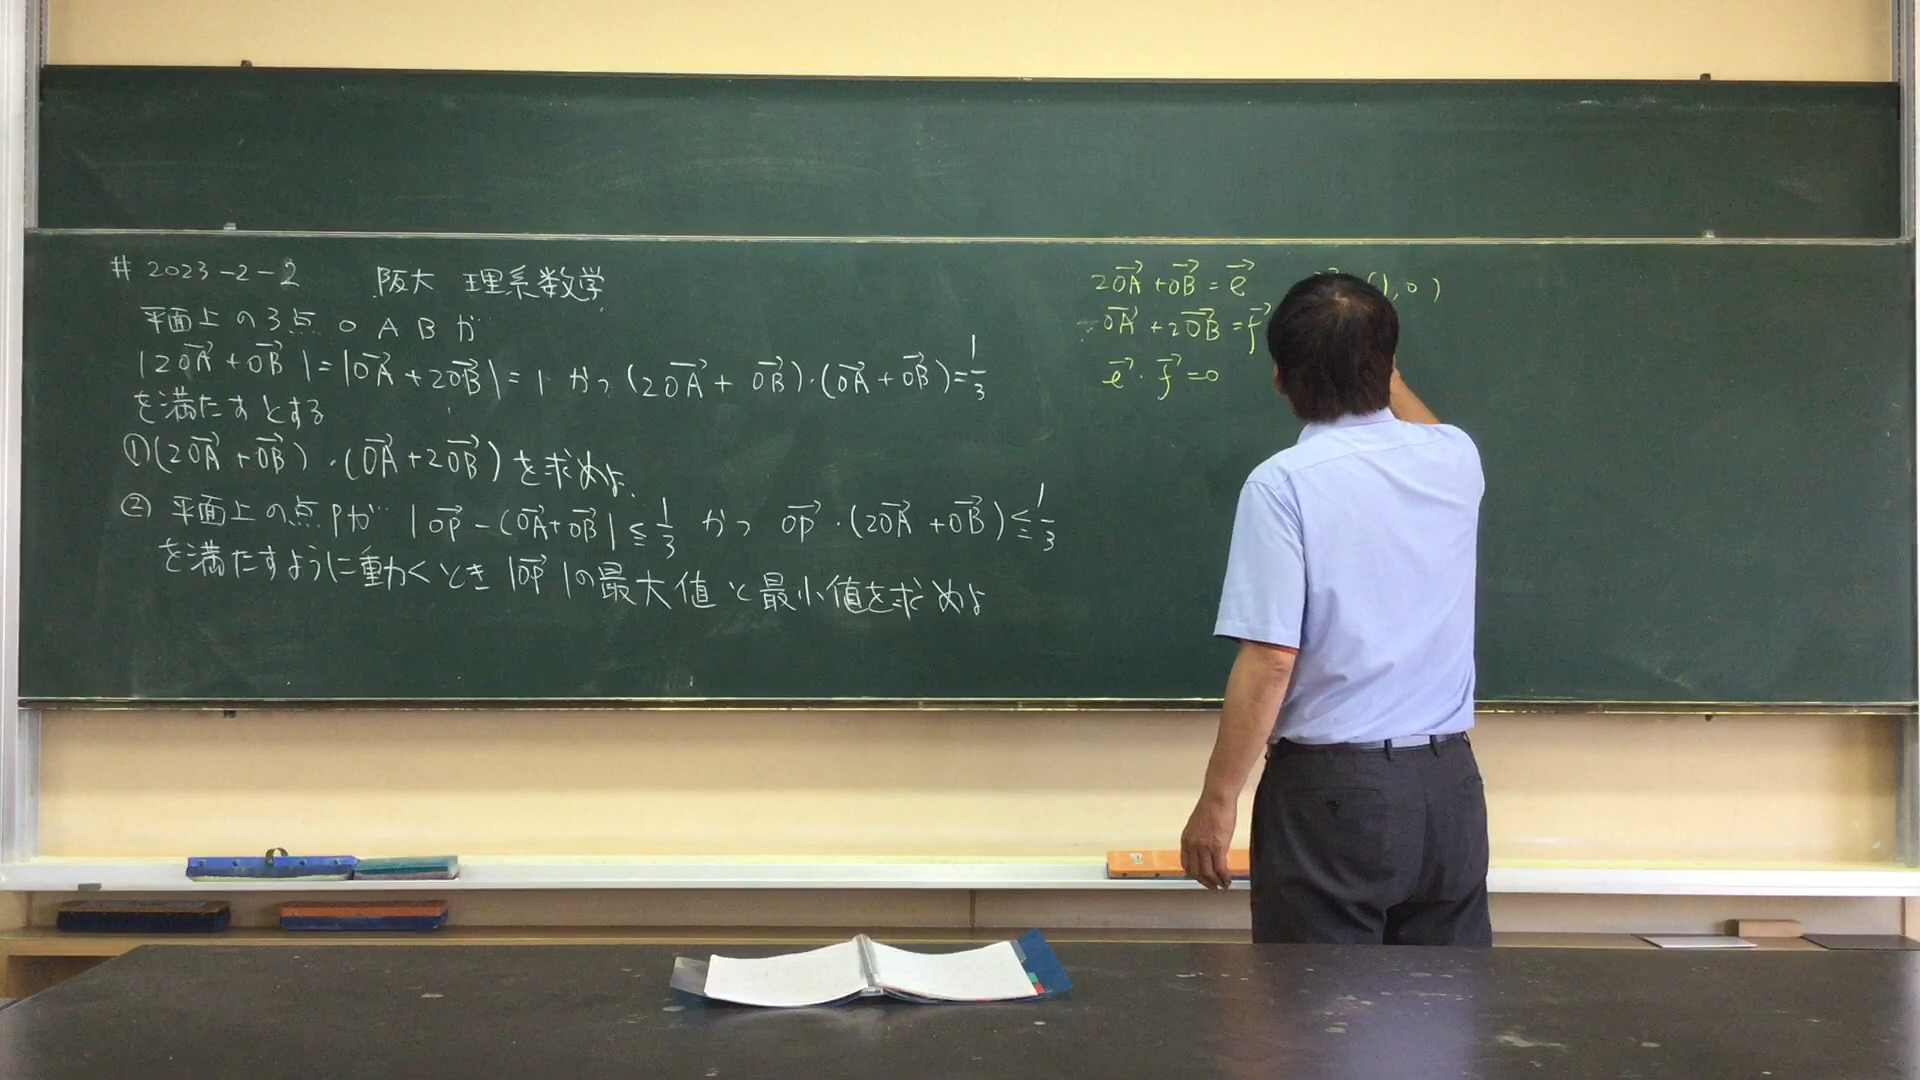 # 2023-2-2 阪大 理系数学
平面上の3点 O A B が
|2OA→ + OB→| = |OA→ + 2OB→| = 1 かつ (2OA→ + OB→)・(OA→ + OB→) = 1/3
を満たすとする
① (2OA→ + OB→)・(OA→ + 2OB→) を求めよ.
② 平面上の点Pが |OP→ - (OA→ + OB→| ≦ 1/3 かつ OP→・(2OA→ + OB→) ≦ 1/3
を満たすように動くとき |OP→| の最大値と最小値を求めよ
2OA→ + OB→ = e→ (1, 0)
OA→ + 2OB→ = f→
e→・f→ = 0